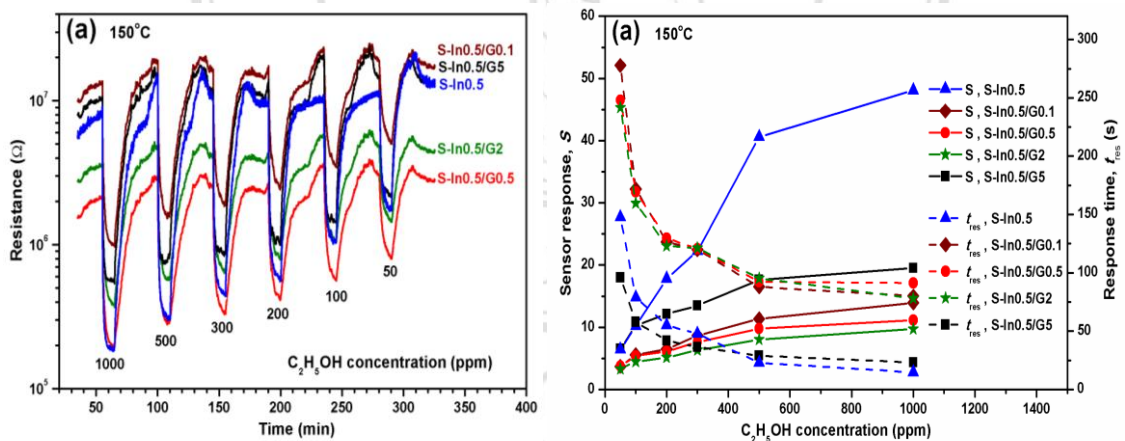 (a) 150°C
S-In0.5/G0.1
S-In0.5/G5
S-In0.5
S-In0.5/G2
S-In0.5/G0.5
10⁷
10⁶
10⁵
Resistance (Ω)
1000
500
300
200
100
50
C₂H₅OH concentration (ppm)
50 100 150 200 250 300 350 400
Time (min)
(a) 150°C
60
50
40
30
20
10
0
Sensor response, S
S , S-In0.5
S , S-In0.5/G0.1
S , S-In0.5/G0.5
S , S-In0.5/G2
S , S-In0.5/G5
t_res , S-In0.5
t_res , S-In0.5/G0.1
t_res , S-In0.5/G0.5
t_res , S-In0.5/G2
t_res , S-In0.5/G5
300
250
200
150
100
50
0
Response time, t_res (s)
0 200 400 600 800 1000 1200 1400
C₂H₅OH concentration (ppm)